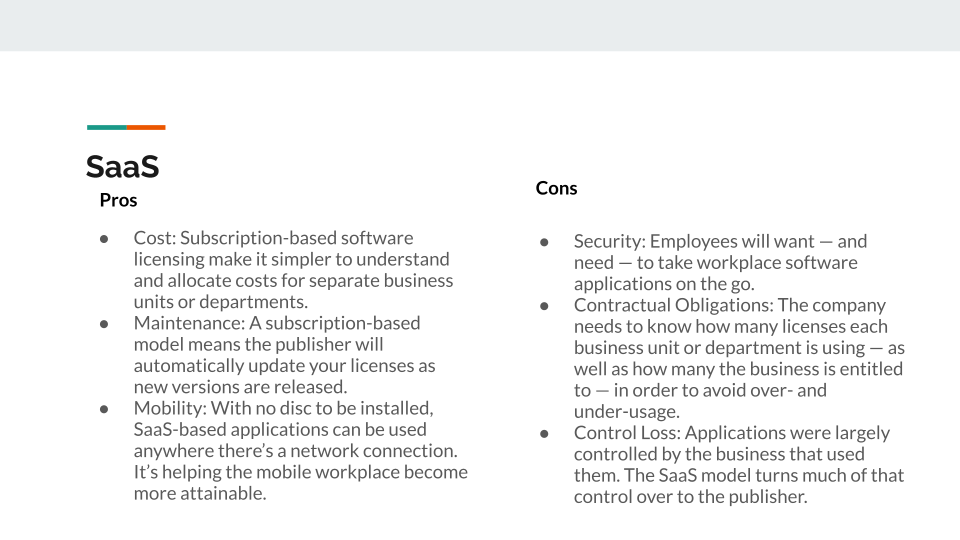 SaaS
Pros
● Cost: Subscription-based software
licensing make it simpler to understand
and allocate costs for separate business
units or departments.
● Maintenance: A subscription-based
model means the publisher will
automatically update your licenses as
new versions are released.
● Mobility: With no disc to be installed,
SaaS-based applications can be used
anywhere there’s a network connection.
It’s helping the mobile workplace become
more attainable.
Cons
● Security: Employees will want — and
need — to take workplace software
applications on the go.
● Contractual Obligations: The company
needs to know how many licenses each
business unit or department is using — as
well as how many the business is entitled
to — in order to avoid over- and
under-usage.
● Control Loss: Applications were largely
controlled by the business that used
them. The SaaS model turns much of that
control over to the publisher.